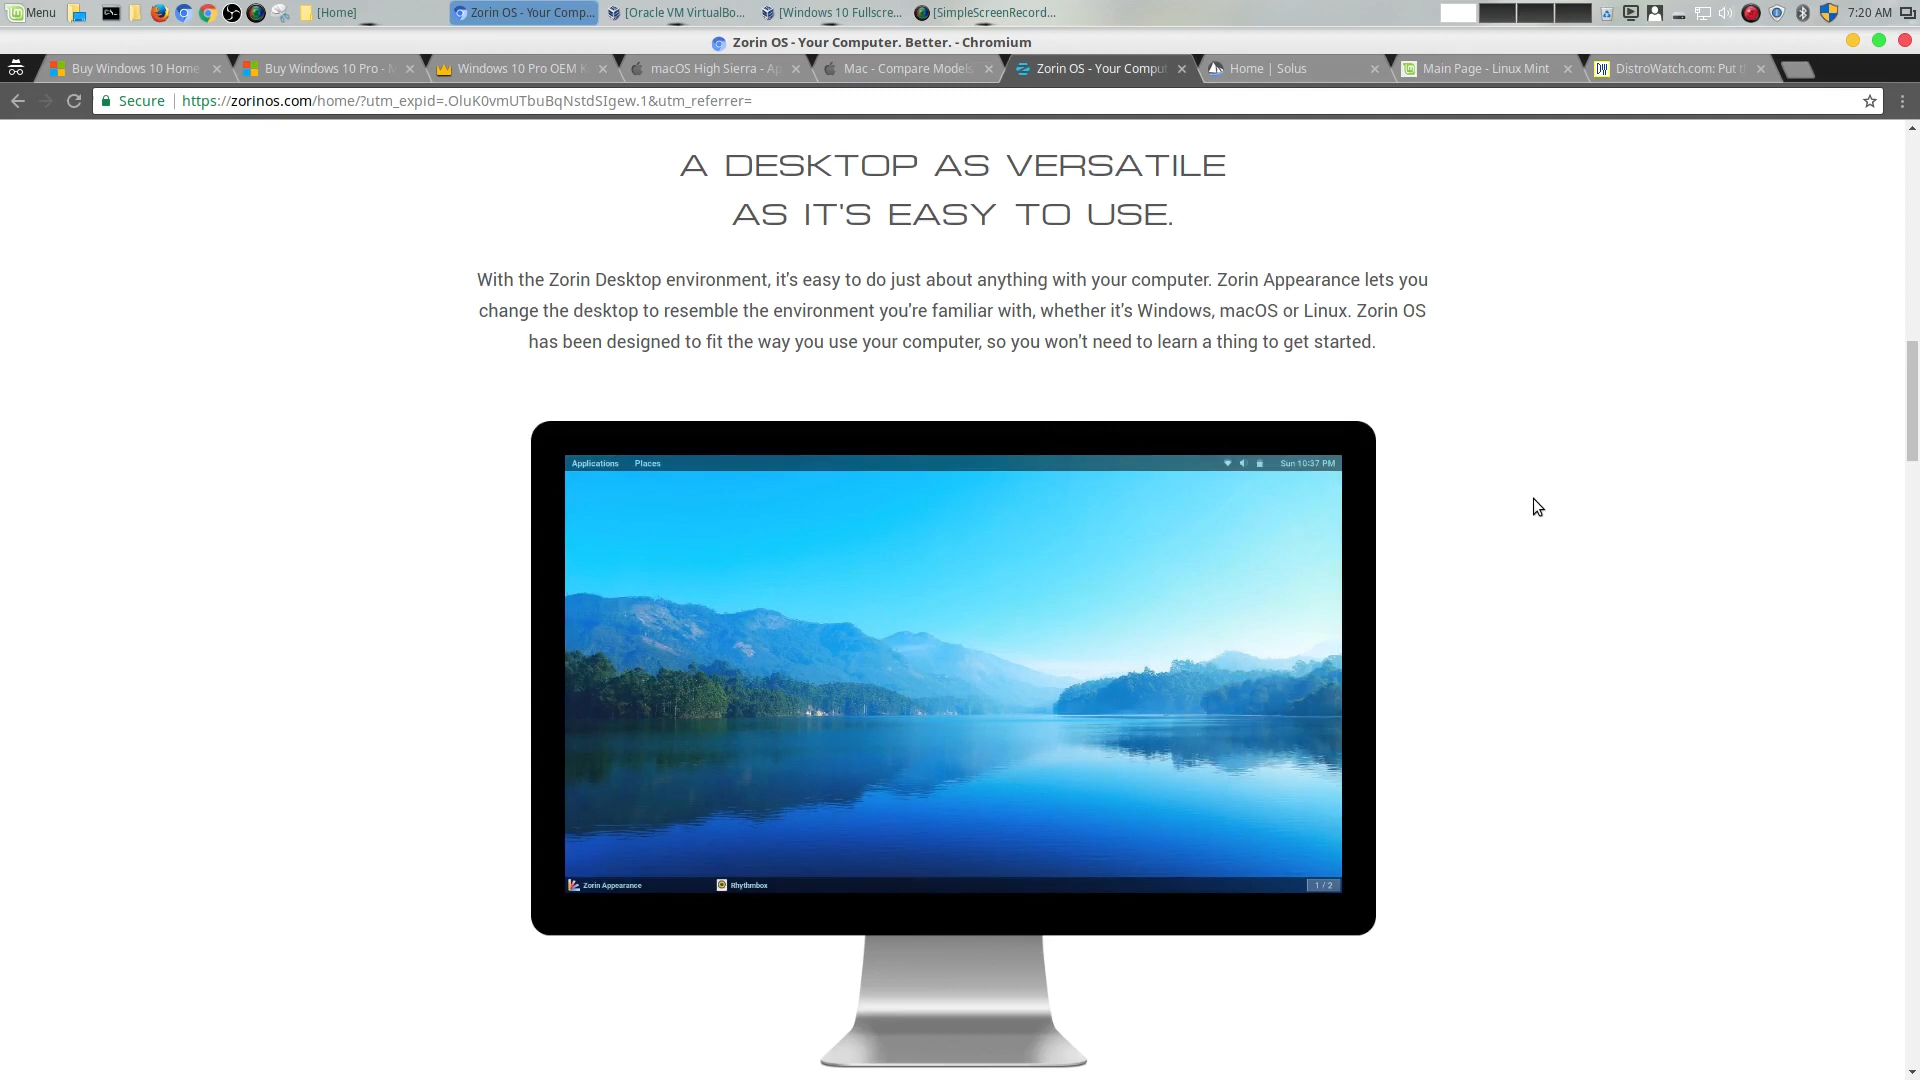 Menu
[Home]
Zorin OS - Your Comp...
[Oracle VM VirtualBo...
[Windows 10 Fullscre...
[SimpleScreenRecord...
7:20 AM
Zorin OS - Your Computer. Better. - Chromium
Buy Windows 10 Home
Buy Windows 10 Pro - 
Windows 10 Pro OEM
macOS High Sierra - Ap
Mac - Compare Models
Zorin OS - Your Comput
Home | Solus
Main Page - Linux Mint
DistroWatch.com: Put t
Secure
https://zorinos.com/home/?utm_expid=.OluK0vmUTbuBqNstdSIgew.1&utm_referrer=
A DESKTOP AS VERSATILE
AS IT'S EASY TO USE.
With the Zorin Desktop environment, it's easy to do just about anything with your computer. Zorin Appearance lets you
change the desktop to resemble the environment you're familiar with, whether it's Windows, macOS or Linux. Zorin OS
has been designed to fit the way you use your computer, so you won't need to learn a thing to get started.
Applications Places
Sun 10:37 PM
Zorin Appearance
Rhythmbox
1 / 2